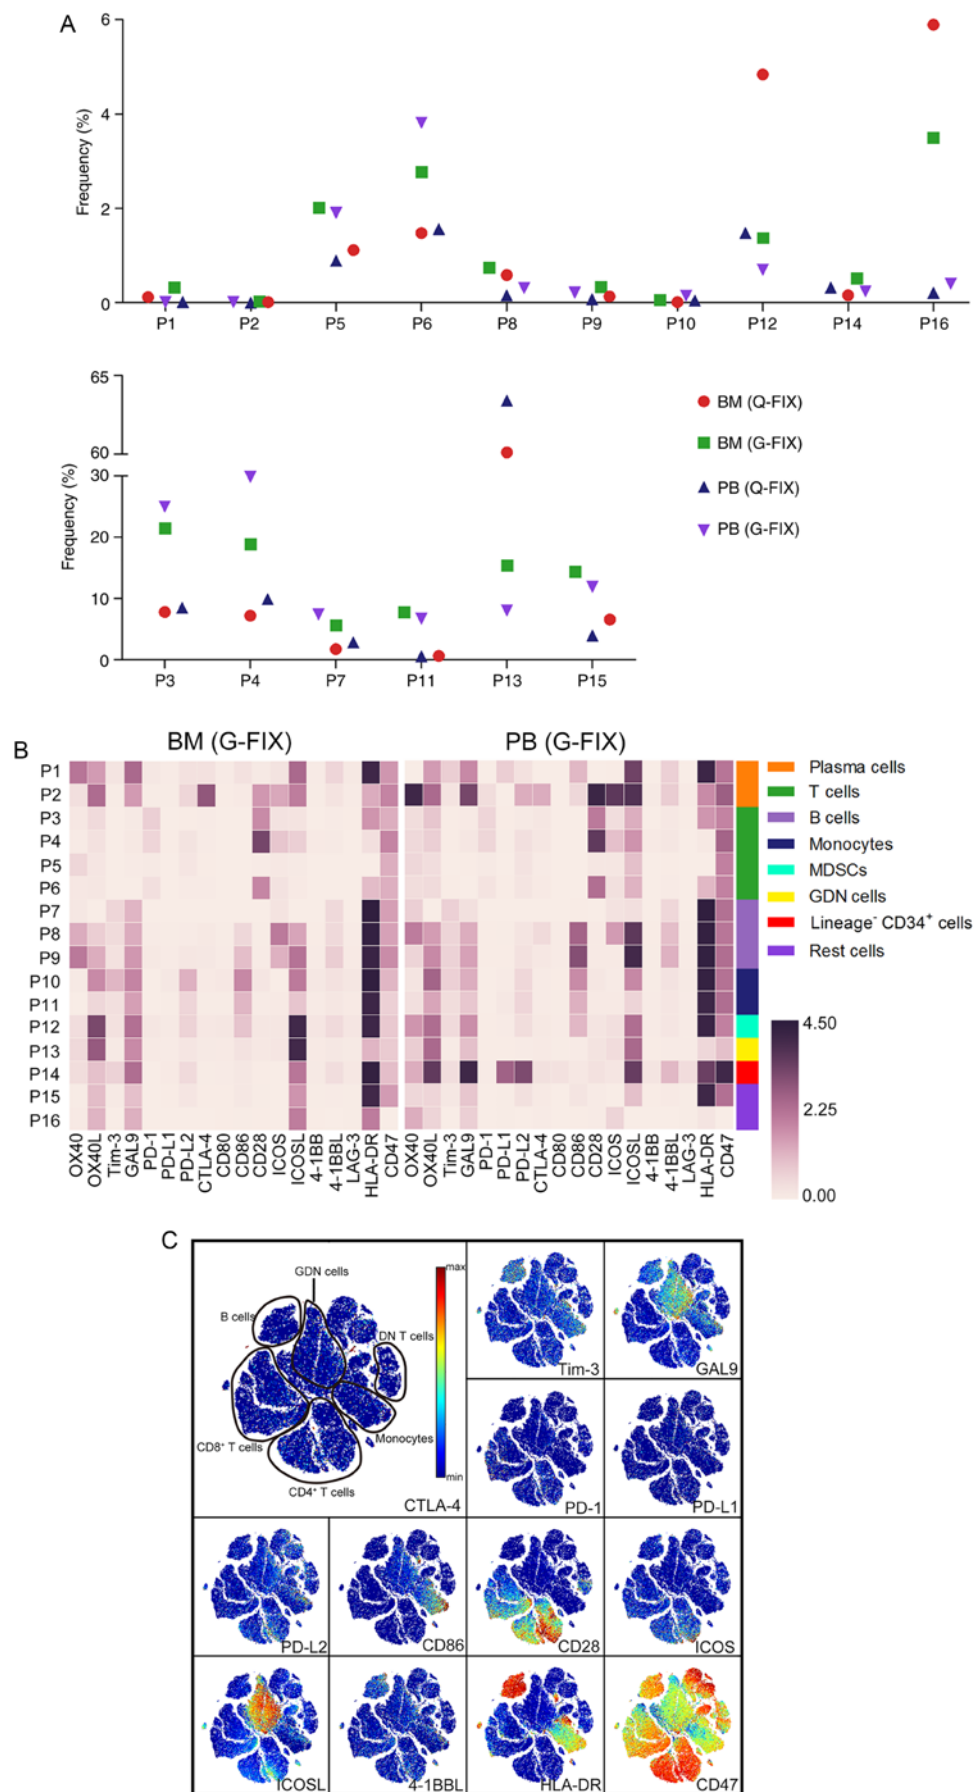 A
6
4
2
0
Frequency (%)
P1 P2 P5 P6 P8 P9 P10 P12 P14 P16
65
60
30
20
10
0
Frequency (%)
P3 P4 P7 P11 P13 P15
BM (Q-FIX)
BM (G-FIX)
PB (Q-FIX)
PB (G-FIX)
B
BM (G-FIX) PB (G-FIX)
P1
P2
P3
P4
P5
P6
P7
P8
P9
P10
P11
P12
P13
P14
P15
P16
OX40 OX40L Tim-3 GAL9 PD-1 PD-L1 PD-L2 CTLA-4 CD80 CD86 CD28 ICOS ICOSL 4-1BB 4-1BBL LAG-3 HLA-DR CD47
OX40 OX40L Tim-3 GAL9 PD-1 PD-L1 PD-L2 CTLA-4 CD80 CD86 CD28 ICOS ICOSL 4-1BB 4-1BBL LAG-3 HLA-DR CD47
Plasma cells
T cells
B cells
Monocytes
MDSCs
GDN cells
Lineage⁻ CD34⁺ cells
Rest cells
4.50
2.25
0.00
C
GDN cells
B cells
DN T cells
CD8⁺ T cells
Monocytes
CD4⁺ T cells
max
min
CTLA-4
Tim-3
GAL9
PD-1
PD-L1
PD-L2
CD86
CD28
ICOS
ICOSL
4-1BBL
HLA-DR
CD47